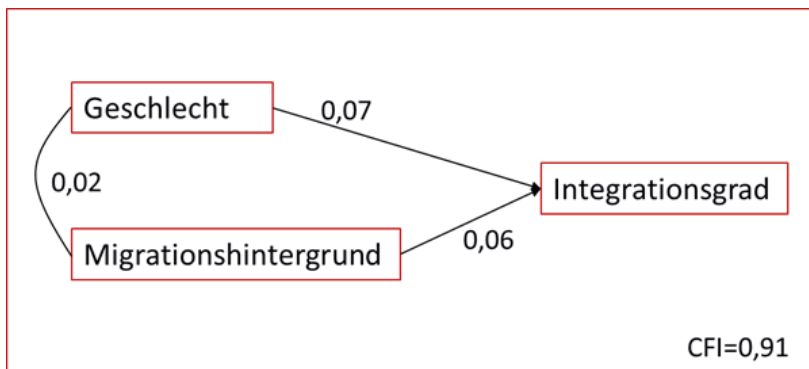 Geschlecht
0,07
0,02
Integrationsgrad
Migrationshintergrund
0,06
CFI=0,91